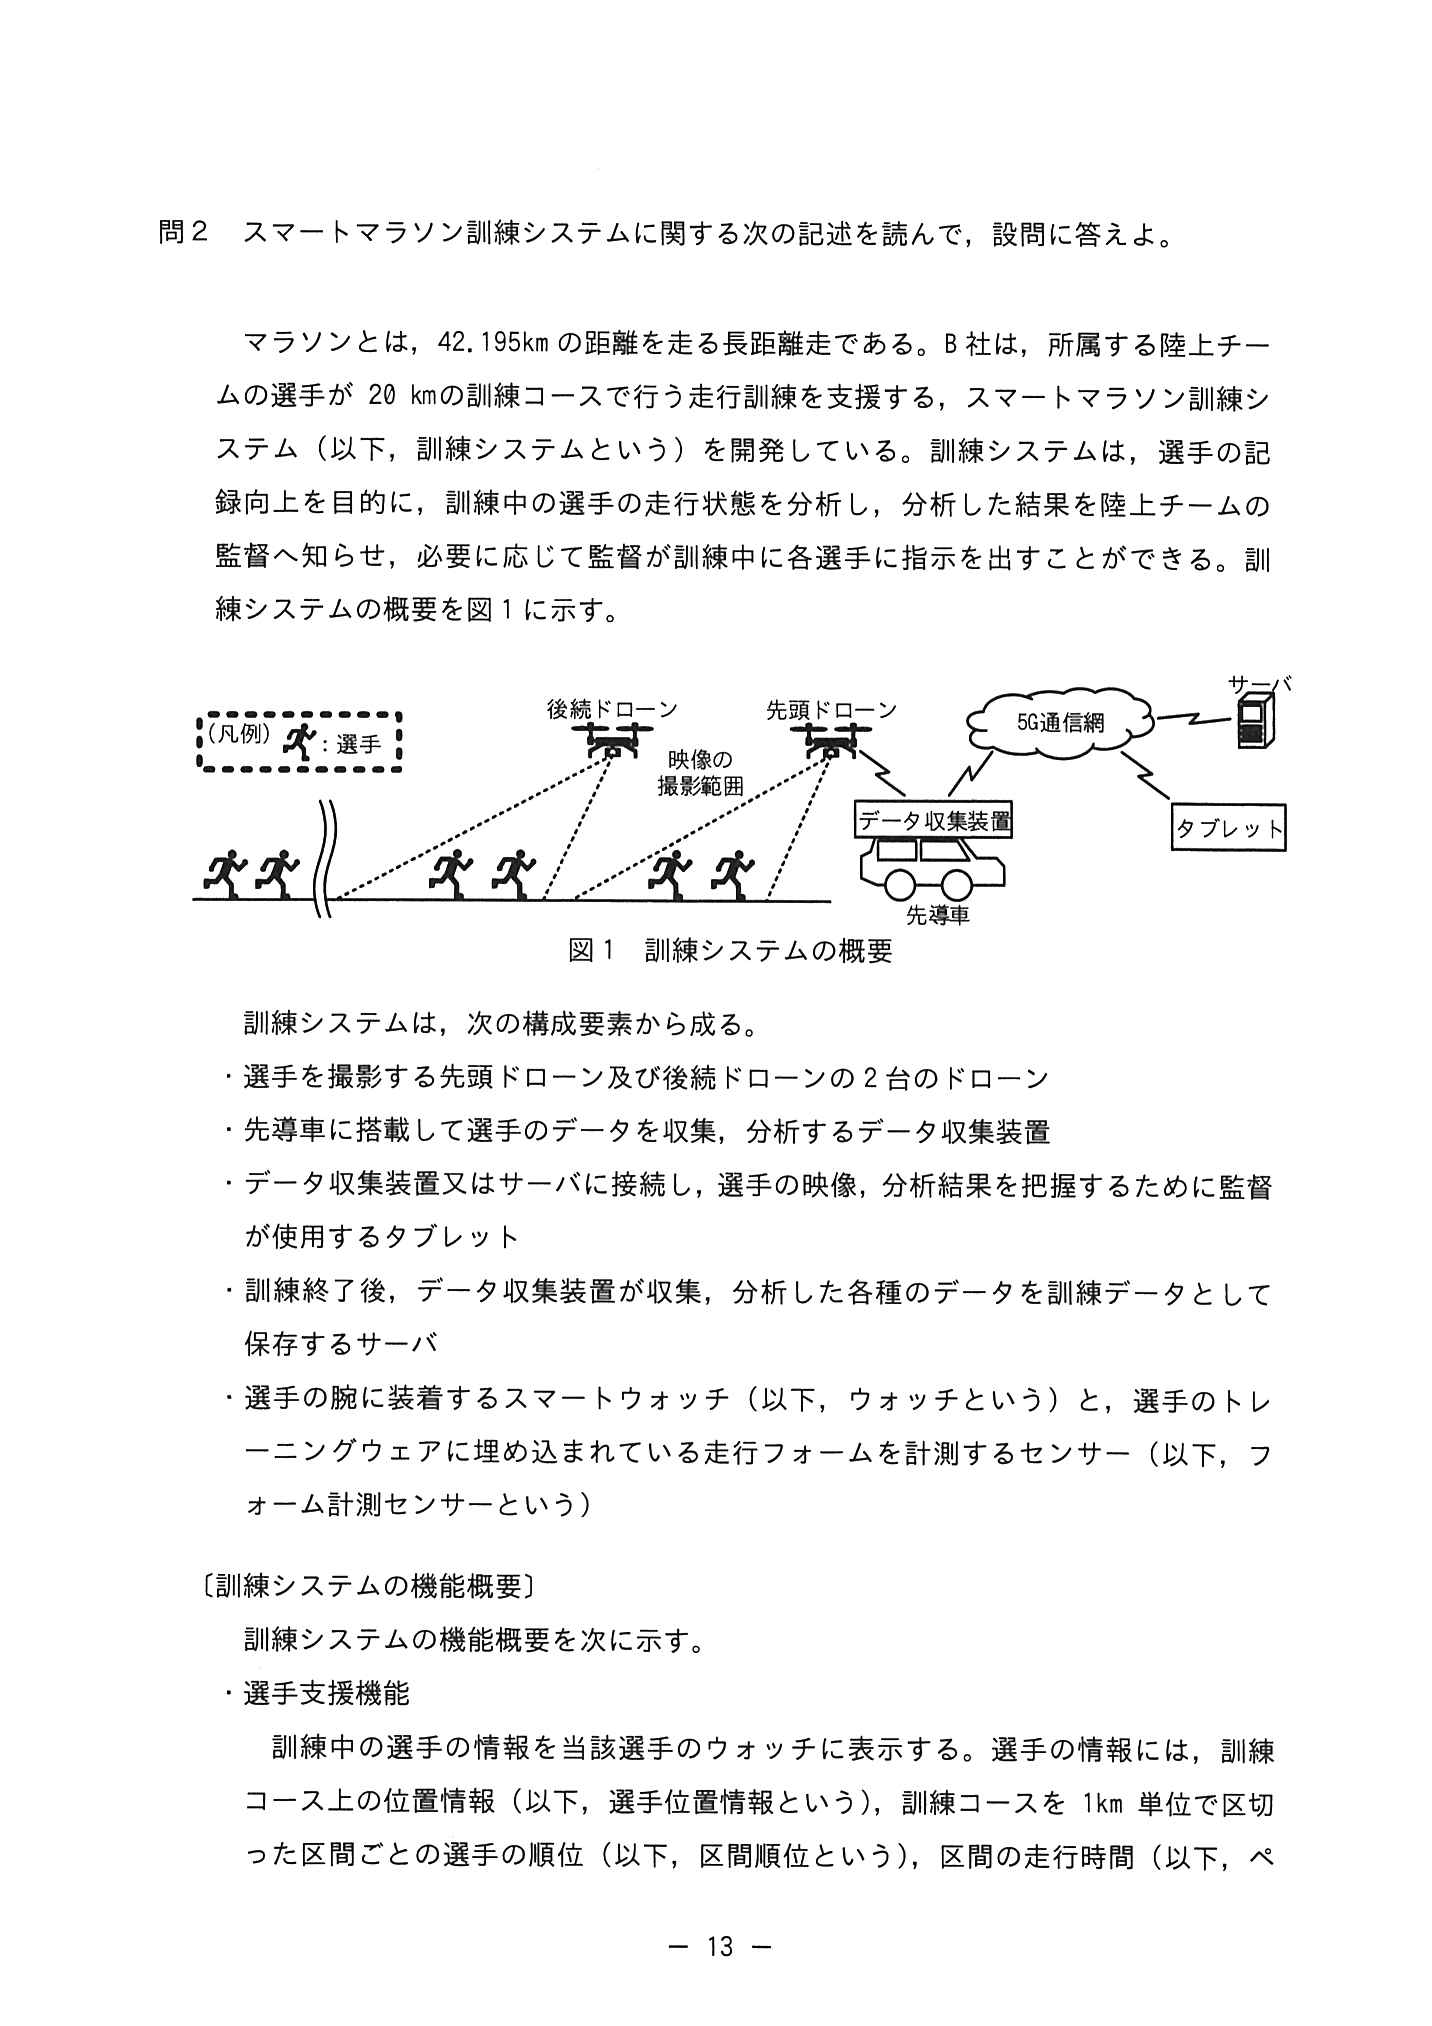 問2 スマートマラソン訓練システムに関する次の記述を読んで，設問に答えよ。
マラソンとは，42.195km の距離を走る長距離走である。B 社は，所属する陸上チー
ムの選手が 20 kmの訓練コースで行う走行訓練を支援する，スマートマラソン訓練シ
ステム（以下，訓練システムという）を開発している。訓練システムは，選手の記
録向上を目的に，訓練中の選手の走行状態を分析し，分析した結果を陸上チームの
監督へ知らせ，必要に応じて監督が訓練中に各選手に指示を出すことができる。訓
練システムの概要を図 1 に示す。
サーバ
後続ドローン
先頭ドローン
5G通信網
(凡例) : 選手
映像の
撮影範囲
データ収集装置
タブレット
先導車
図 1 訓練システムの概要
訓練システムは，次の構成要素から成る。
・選手を撮影する先頭ドローン及び後続ドローンの 2 台のドローン
・先導車に搭載して選手のデータを収集，分析するデータ収集装置
・データ収集装置又はサーバに接続し，選手の映像，分析結果を把握するために監督
が使用するタブレット
・訓練終了後，データ収集装置が収集，分析した各種のデータを訓練データとして
保存するサーバ
・選手の腕に装着するスマートウォッチ（以下，ウォッチという）と，選手のトレ
ーニングウェアに埋め込まれている走行フォームを計測するセンサー（以下，フ
ォーム計測センサーという）
〔訓練システムの機能概要〕
訓練システムの機能概要を次に示す。
・選手支援機能
訓練中の選手の情報を当該選手のウォッチに表示する。選手の情報には，訓練
コース上の位置情報（以下，選手位置情報という），訓練コースを 1km 単位で区切
った区間ごとの選手の順位（以下，区間順位という），区間の走行時間（以下，ペ
－ 13 －